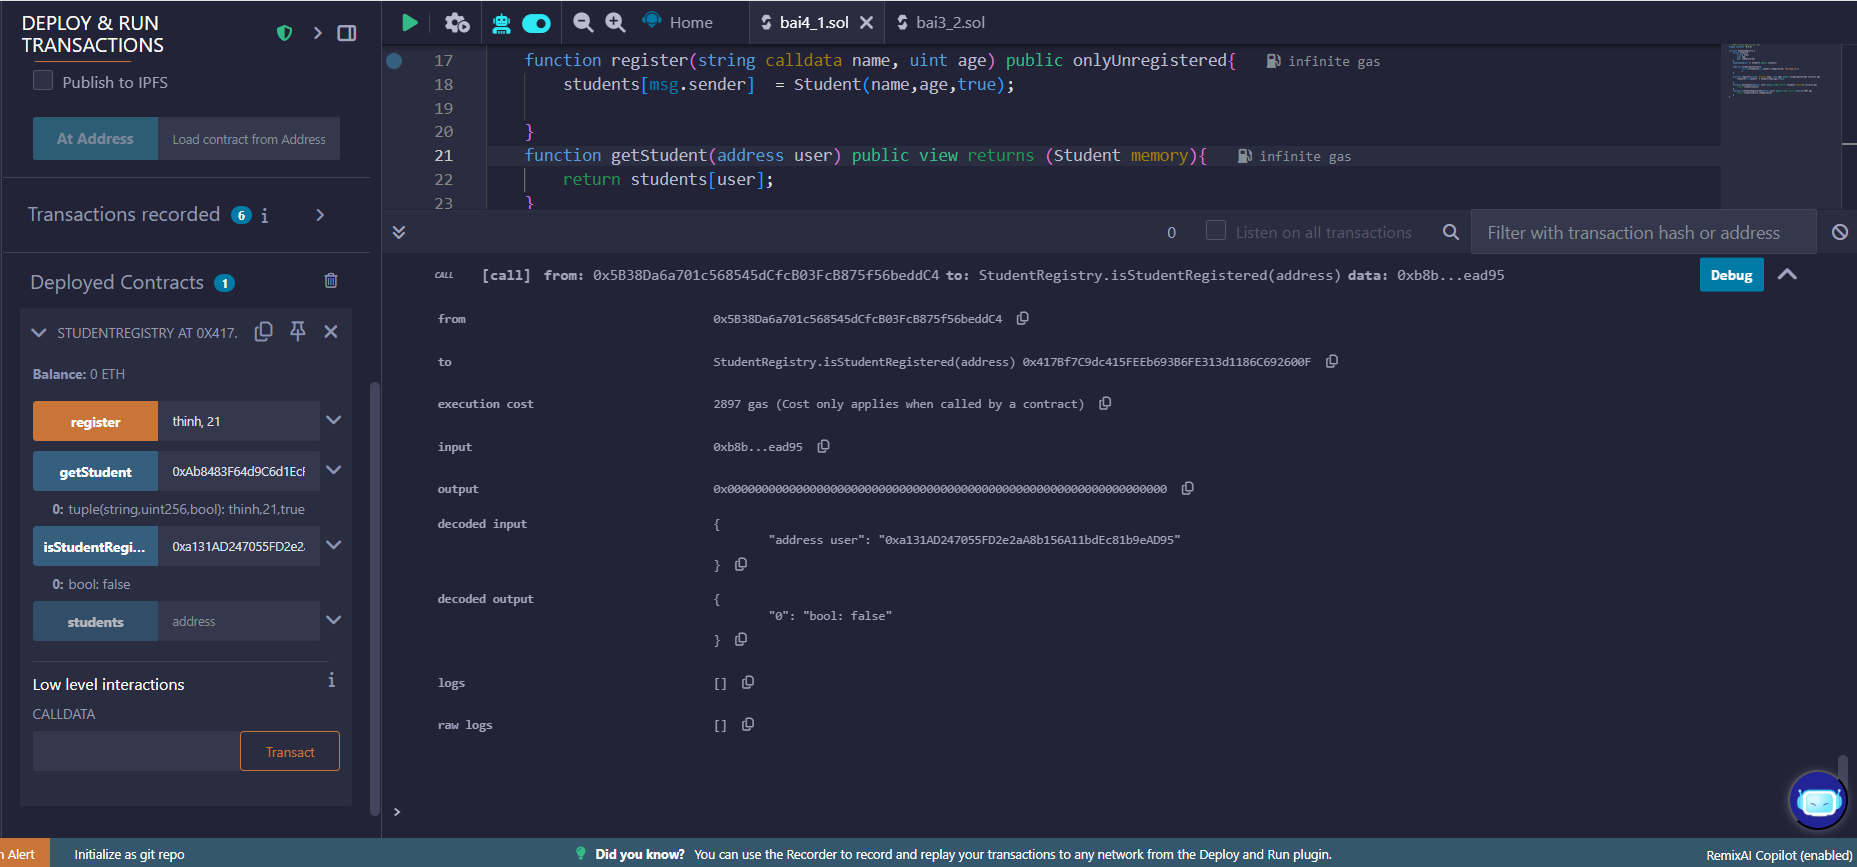 DEPLOY & RUN
TRANSACTIONS
Publish to IPFS
At Address
Load contract from Address
Transactions recorded 6 i
Deployed Contracts 1
STUDENTREGISTRY AT 0X417.
Balance: 0 ETH
register
thinh, 21
getStudent
0xAb8483F64d9C6d1EcF
0: tuple(string,uint256,bool): thinh,21,true
isStudentRegi...
0xa131AD247055FD2e2
0: bool: false
students
address
Low level interactions
i
CALLDATA
Transact
Home
bai4_1.sol
bai3_2.sol
17 function register(string calldata name, uint age) public onlyUnregistered{ infinite gas
18 students[msg.sender] = Student(name,age,true);
19
20 }
21 function getStudent(address user) public view returns (Student memory){ infinite gas
22 return students[user];
23 }
0
Listen on all transactions
Filter with transaction hash or address
CALL [call] from: 0x5B38Da6a701c568545dCfcB03FcB875f56beddC4 to: StudentRegistry.isStudentRegistered(address) data: 0xb8b...ead95
Debug
from 0x5B38Da6a701c568545dCfcB03FcB875f56beddC4
to StudentRegistry.isStudentRegistered(address) 0x417Bf7C9dc415FEEb693B6FE313d1186C692600F
execution cost 2897 gas (Cost only applies when called by a contract)
input 0xb8b...ead95
output 0x0000000000000000000000000000000000000000000000000000000000000000
decoded input {
"address user": "0xa131AD247055FD2e2aA8b156A11bdEc81b9eAD95"
}
decoded output {
"0": "bool: false"
}
logs []
raw logs []
>
n Alert
Initialize as git repo
Did you know? You can use the Recorder to record and replay your transactions to any network from the Deploy and Run plugin.
RemixAI Copilot (enabled)